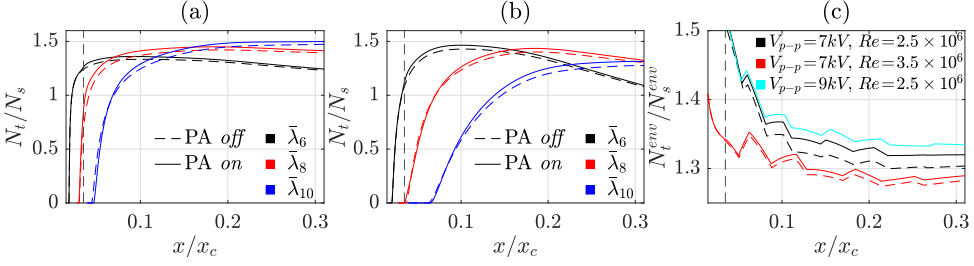 (a)
1.5
1
0.5
0
N_t/N_s
PA off
PA on
λ̄_6
λ̄_8
λ̄_10
0.1
0.2
0.3
x/x_c
(b)
1.5
1
0.5
0
N_t/N_s
PA off
PA on
λ̄_6
λ̄_8
λ̄_10
0.1
0.2
0.3
x/x_c
(c)
1.5
1.4
1.3
N_t^{env}/N_s^{env}
V_{p−p}=7kV, Re=2.5 × 10^6
V_{p−p}=7kV, Re=3.5 × 10^6
V_{p−p}=9kV, Re=2.5 × 10^6
0.1
0.2
0.3
x/x_c